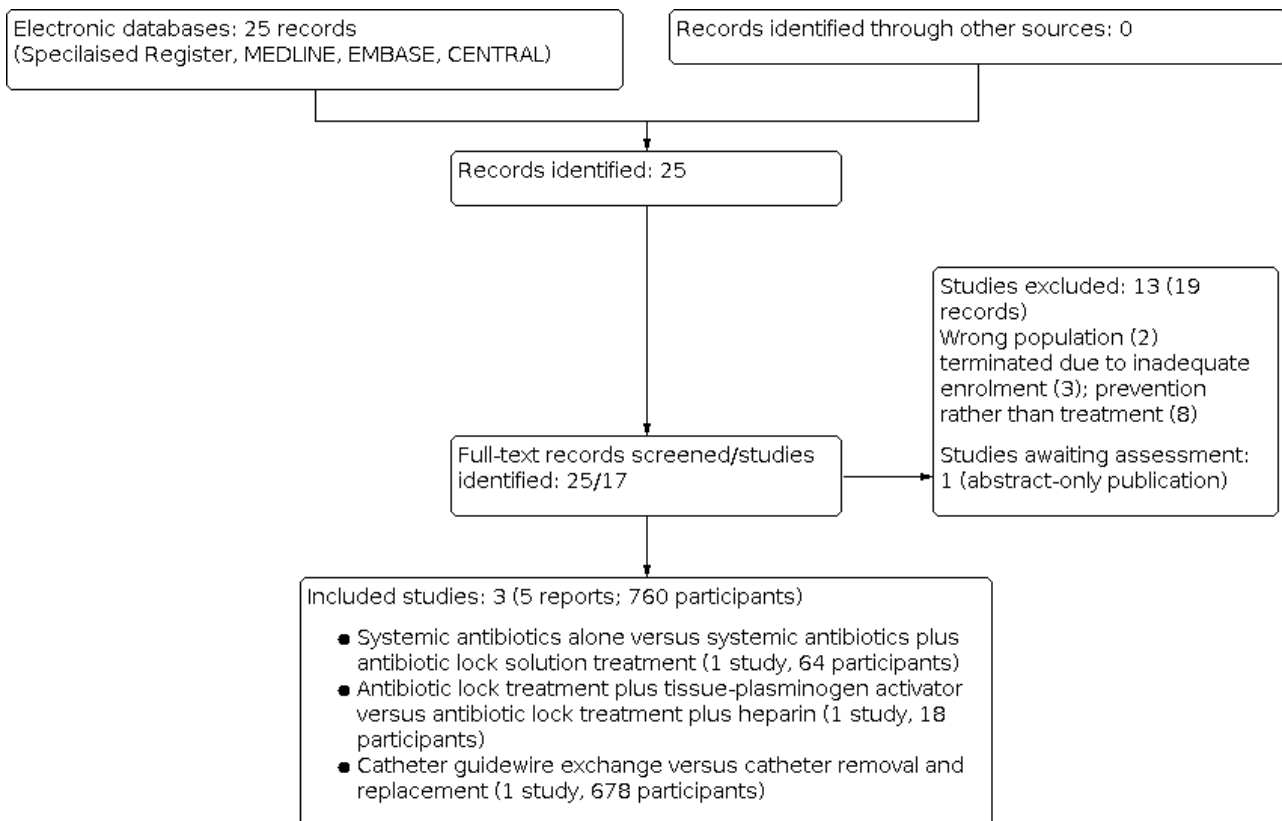 Electronic databases: 25 records
(Specilaised Register, MEDLINE, EMBASE, CENTRAL)
Records identified through other sources: 0
Records identified: 25
Studies excluded: 13 (19
records)
Wrong population (2)
terminated due to inadequate
enrolment (3); prevention
rather than treatment (8)
Studies awaiting assessment:
1 (abstract-only publication)
Full-text records screened/studies
identified: 25/17
Included studies: 3 (5 reports; 760 participants)
● Systemic antibiotics alone versus systemic antibiotics plus
antibiotic lock solution treatment (1 study, 64 participants)
● Antibiotic lock treatment plus tissue-plasminogen activator
versus antibiotic lock treatment plus heparin (1 study, 18
participants)
● Catheter guidewire exchange versus catheter removal and
replacement (1 study, 678 participants)